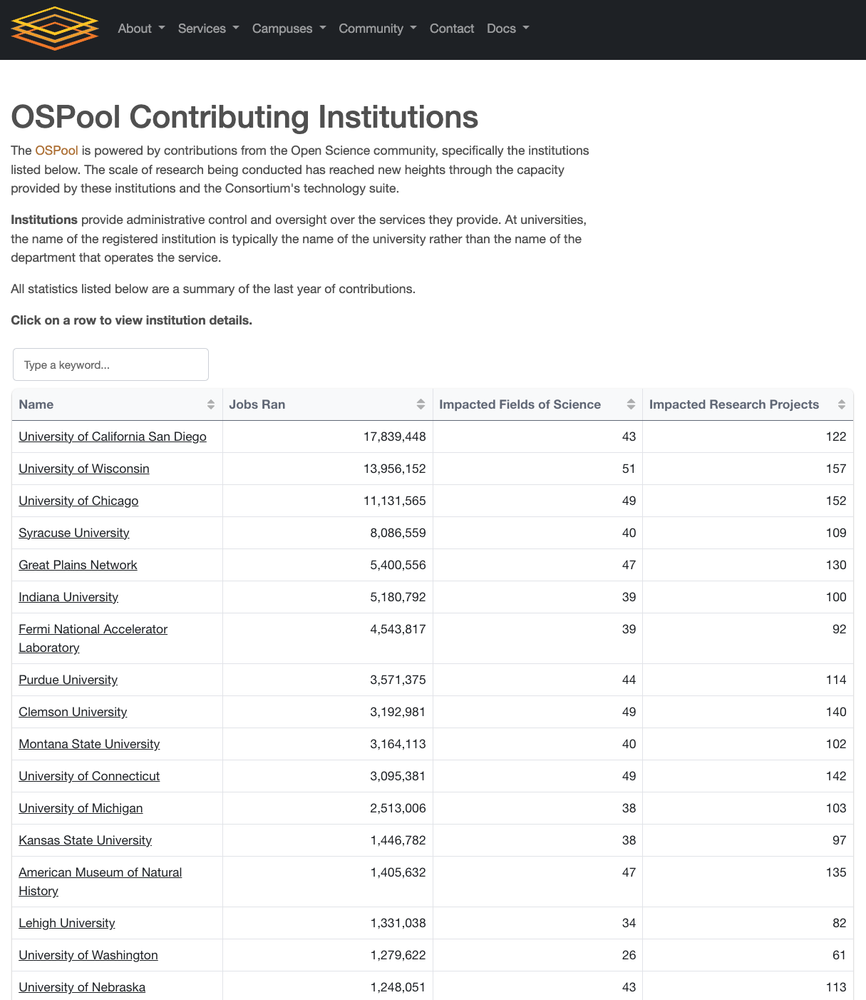 About Services Campuses Community Contact Docs
OSPool Contributing Institutions
The OSPool is powered by contributions from the Open Science community, specifically the institutions
listed below. The scale of research being conducted has reached new heights through the capacity
provided by these institutions and the Consortium's technology suite.
Institutions provide administrative control and oversight over the services they provide. At universities,
the name of the registered institution is typically the name of the university rather than the name of the
department that operates the service.
All statistics listed below are a summary of the last year of contributions.
Click on a row to view institution details.
Type a keyword...
Name Jobs Ran Impacted Fields of Science Impacted Research Projects
University of California San Diego 17,839,448 43 122
University of Wisconsin 13,956,152 51 157
University of Chicago 11,131,565 49 152
Syracuse University 8,086,559 40 109
Great Plains Network 5,400,556 47 130
Indiana University 5,180,792 39 100
Fermi National Accelerator 4,543,817 39 92
Laboratory
Purdue University 3,571,375 44 114
Clemson University 3,192,981 49 140
Montana State University 3,164,113 40 102
University of Connecticut 3,095,381 49 142
University of Michigan 2,513,006 38 103
Kansas State University 1,446,782 38 97
American Museum of Natural 1,405,632 47 135
History
Lehigh University 1,331,038 34 82
University of Washington 1,279,622 26 61
University of Nebraska 1,248,051 43 113